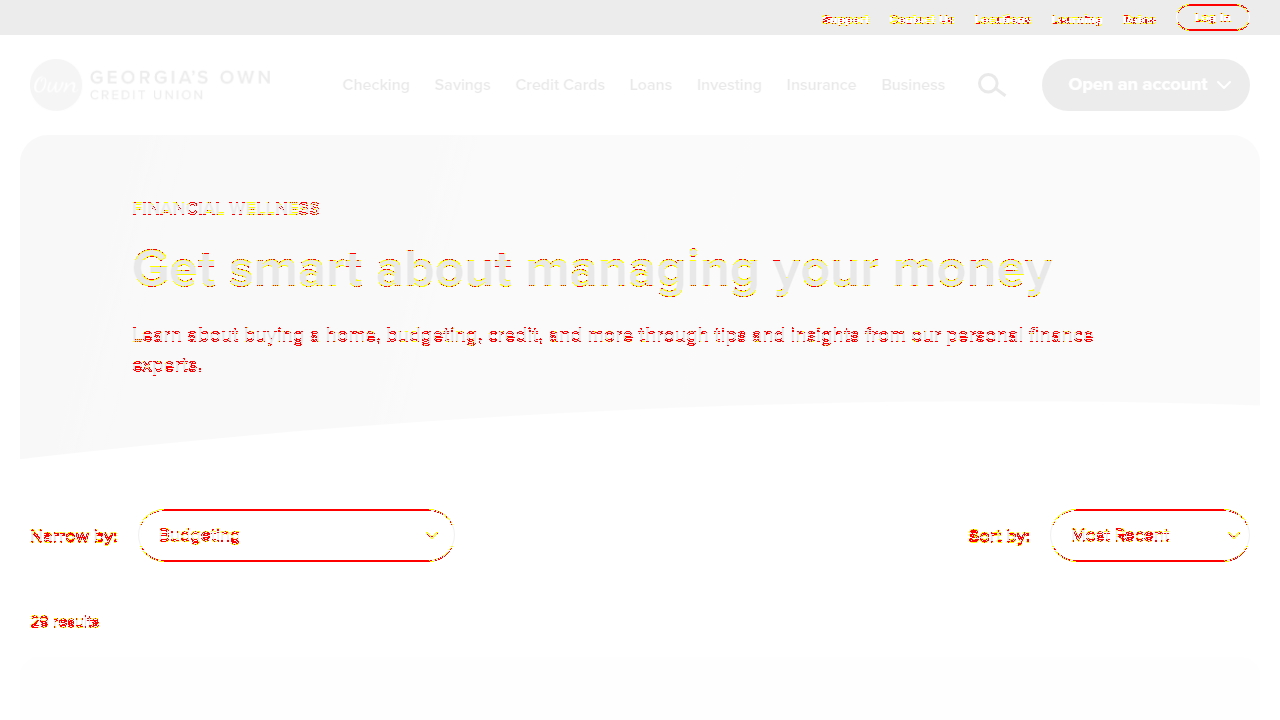 Support Contact Us Locations Learning Rates Log In
Own GEORGIA'S OWN
CREDIT UNION
Checking Savings Credit Cards Loans Investing Insurance Business Open an account
FINANCIAL WELLNESS
Get smart about managing your money
Learn about buying a home, budgeting, credit, and more through tips and insights from our personal finance
experts.
Narrow by: Budgeting Sort by: Most Recent
29 results